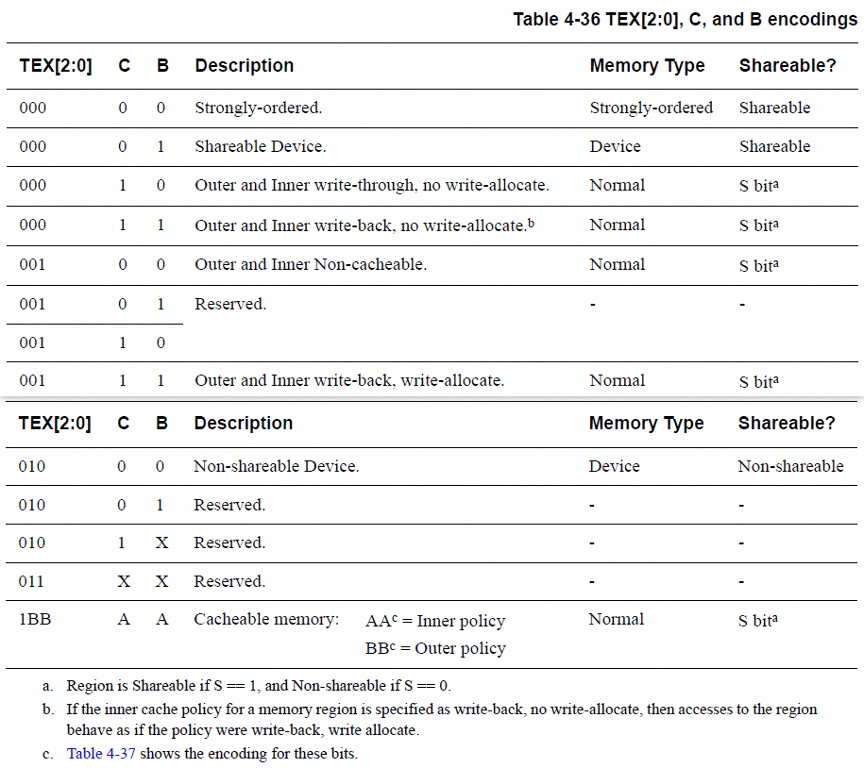 Table 4-36 TEX[2:0], C, and B encodings
TEX[2:0] C B Description Memory Type Shareable?
000 0 0 Strongly-ordered. Strongly-ordered Shareable
000 0 1 Shareable Device. Device Shareable
000 1 0 Outer and Inner write-through, no write-allocate. Normal S bita
000 1 1 Outer and Inner write-back, no write-allocate.b Normal S bita
001 0 0 Outer and Inner Non-cacheable. Normal S bita
001 0 1 Reserved. - -
001 1 0
001 1 1 Outer and Inner write-back, write-allocate. Normal S bita
TEX[2:0] C B Description Memory Type Shareable?
010 0 0 Non-shareable Device. Device Non-shareable
010 0 1 Reserved. - -
010 1 X Reserved. - -
011 X X Reserved. - -
1BB A A Cacheable memory: AAc = Inner policy Normal S bita
BBc = Outer policy
a. Region is Shareable if S == 1, and Non-shareable if S == 0.
b. If the inner cache policy for a memory region is specified as write-back, no write-allocate, then accesses to the region
behave as if the policy were write-back, write allocate.
c. Table 4-37 shows the encoding for these bits.